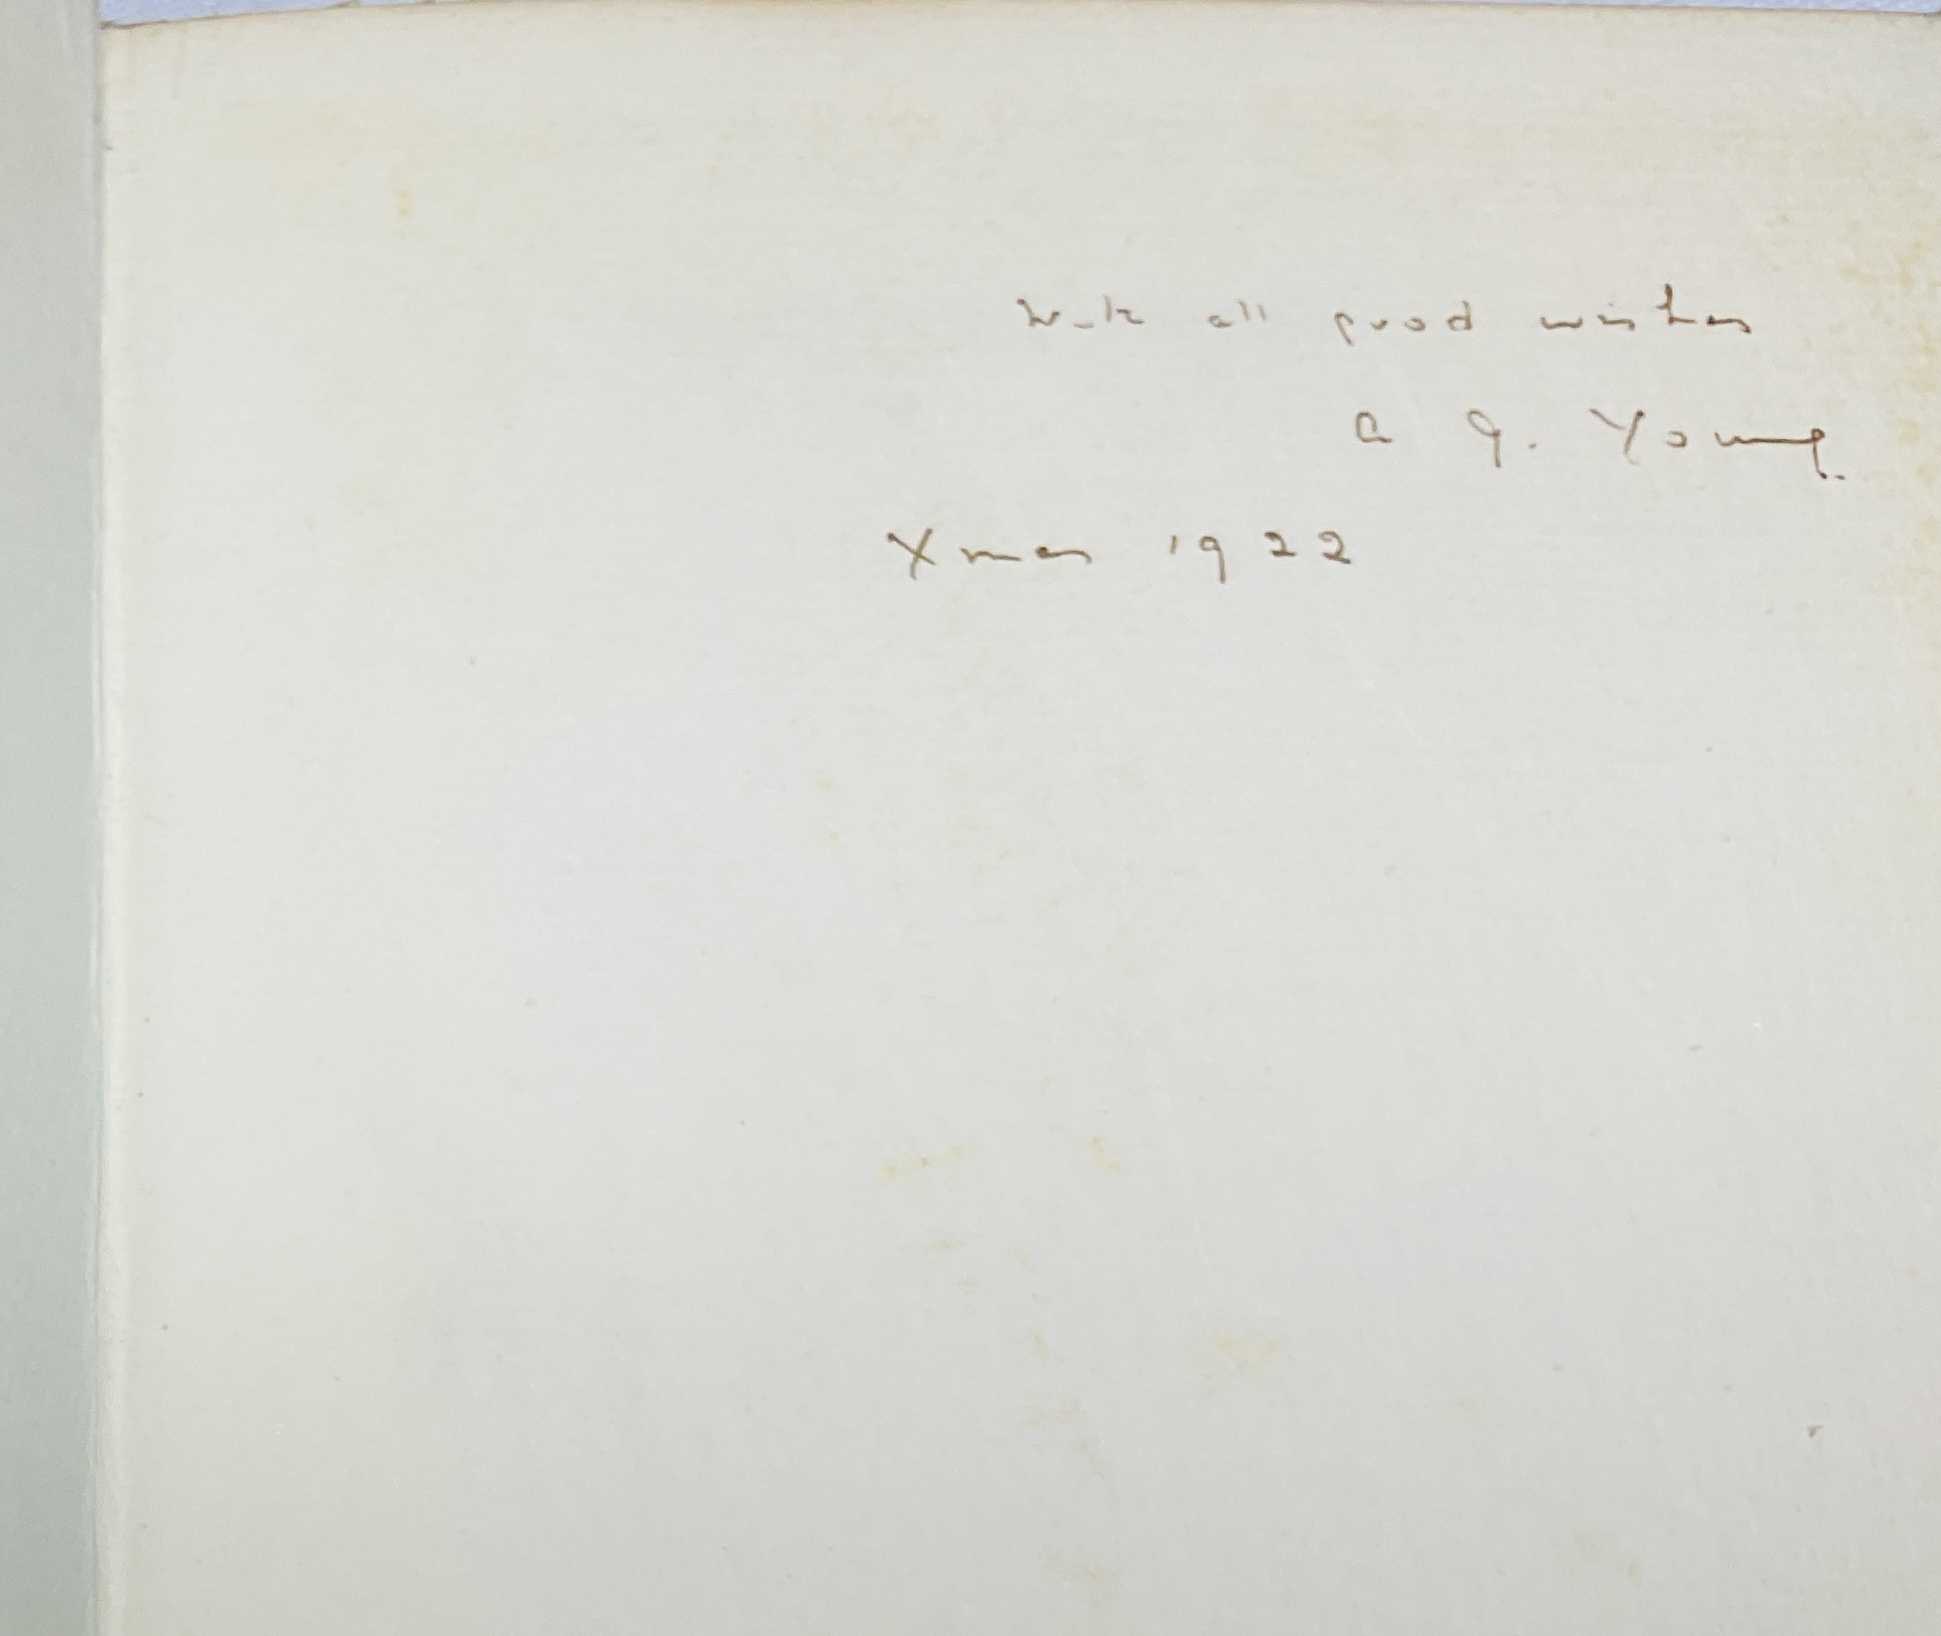 With all good wishes
A G. Young.
Xmas 1922